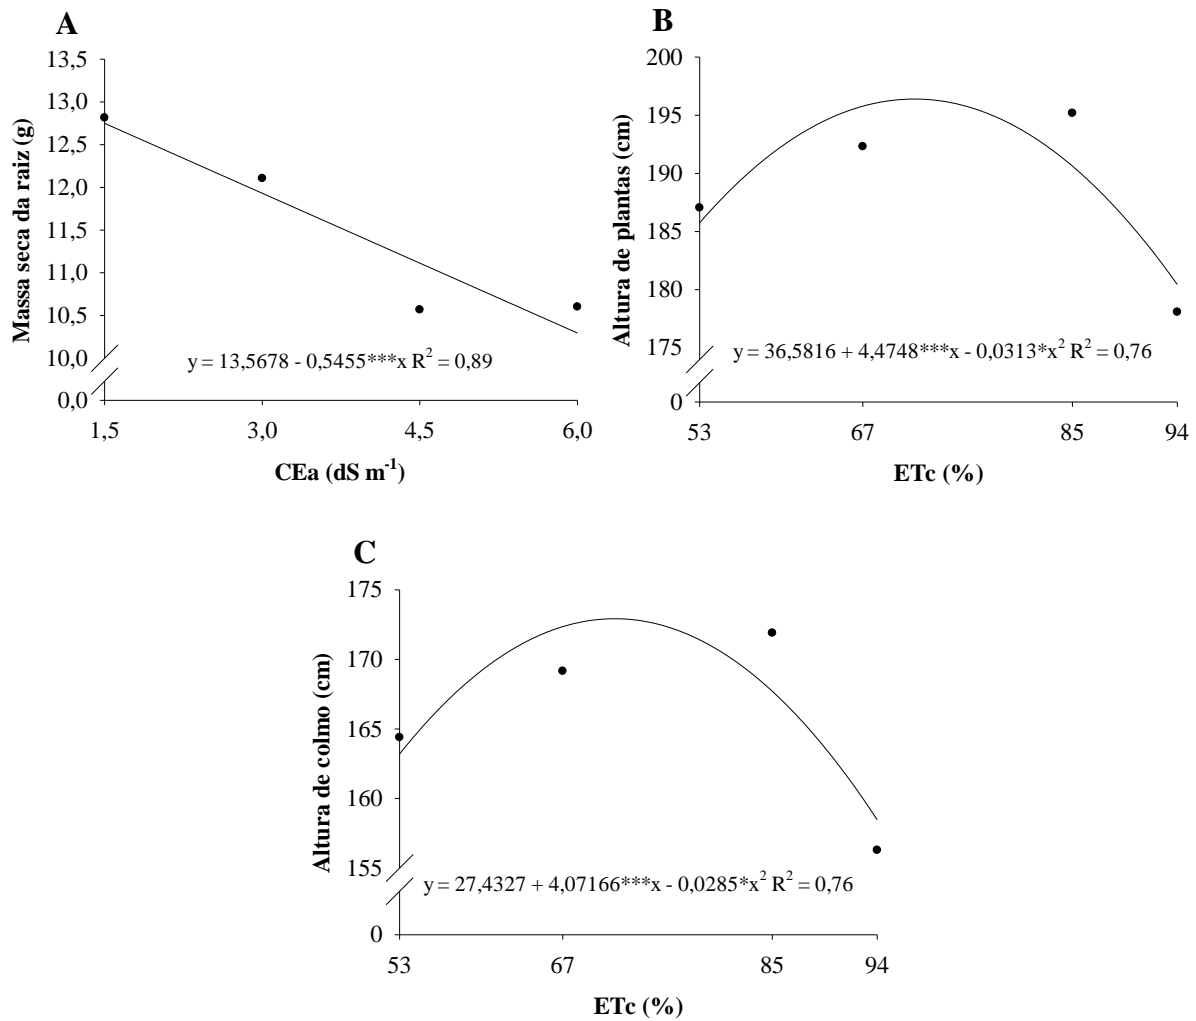 A
Massa seca da raiz (g)
13,5
13,0
12,5
12,0
11,5
11,0
10,5
10,0
0,0
y = 13,5678 - 0,5455***x R² = 0,89
1,5 3,0 4,5 6,0
CEa (dS m⁻¹)
B
Altura de plantas (cm)
200
195
190
185
180
175
0
y = 36,5816 + 4,4748***x - 0,0313*x² R² = 0,76
53 67 85 94
ETc (%)
C
Altura de colmo (cm)
175
170
165
160
155
0
y = 27,4327 + 4,07166***x - 0,0285*x² R² = 0,76
53 67 85 94
ETc (%)